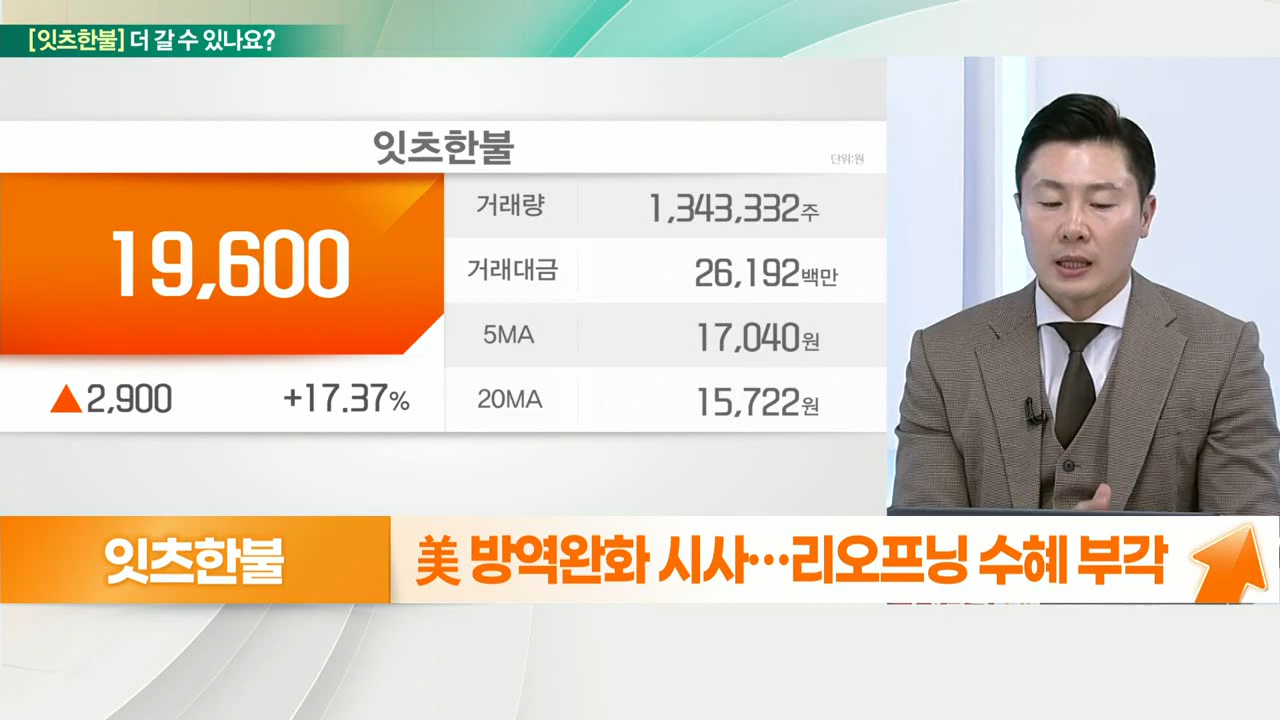 [잇츠한불] 더 갈 수 있나요?
잇츠한불
단위:원
19,600
▲2,900 +17.37%
거래량 1,343,332주
거래대금 26,192백만
5MA 17,040원
20MA 15,722원
잇츠한불
美 방역완화 시사…리오프닝 수혜 부각